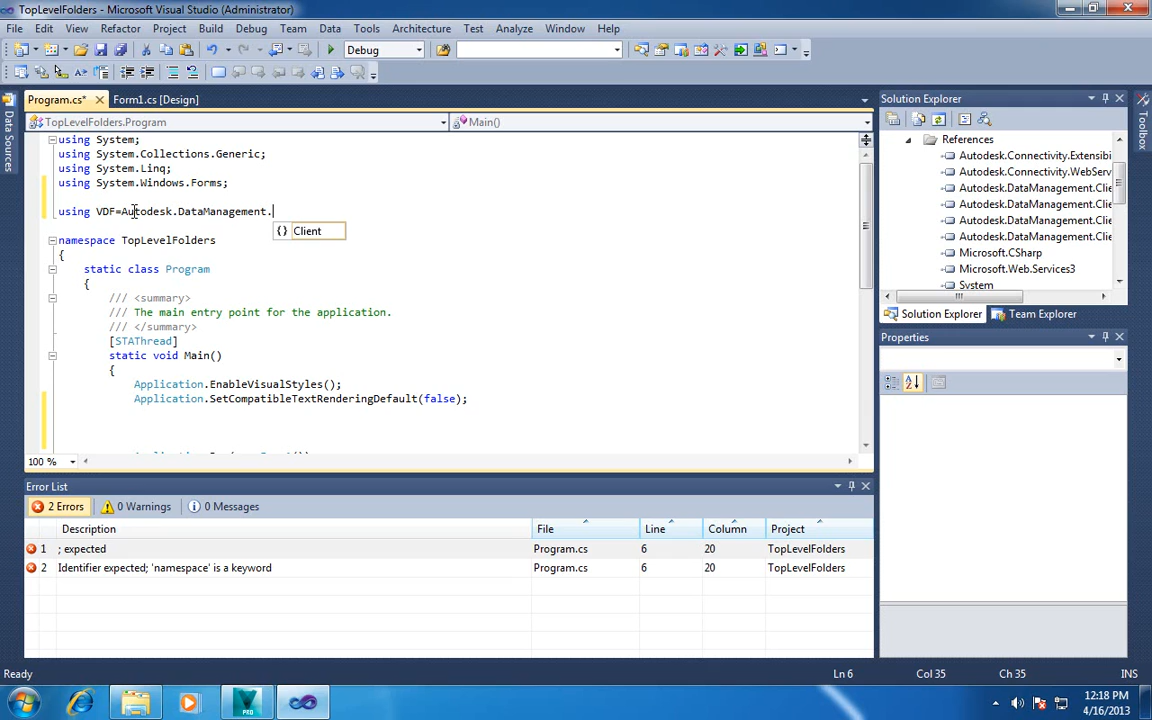 TopLevelFolders - Microsoft Visual Studio (Administrator)
File Edit View Refactor Project Build Debug Team Data Tools Architecture Test Analyze Window Help
Debug
Program.cs* Form1.cs [Design]
TopLevelFolders.Program Main()
using System;
using System.Collections.Generic;
using System.Linq;
using System.Windows.Forms;
using VDF=Autodesk.DataManagement.
{} Client
namespace TopLevelFolders
{
static class Program
{
/// <summary>
/// The main entry point for the application.
/// </summary>
[STAThread]
static void Main()
{
Application.EnableVisualStyles();
Application.SetCompatibleTextRenderingDefault(false);
100 %
Data Sources
Solution Explorer
References
Autodesk.Connectivity.Extensibi
Autodesk.Connectivity.WebServ
Autodesk.DataManagement.Clie
Autodesk.DataManagement.Clie
Autodesk.DataManagement.Clie
Microsoft.CSharp
Microsoft.Web.Services3
System
Solution Explorer Team Explorer
Properties
Toolbox
Error List
2 Errors 0 Warnings 0 Messages
Description File Line Column Project
1 ; expected Program.cs 6 20 TopLevelFolders
2 Identifier expected; 'namespace' is a keyword Program.cs 6 20 TopLevelFolders
Ready Ln 6 Col 35 Ch 35 INS
PRO
12:18 PM
4/16/2013